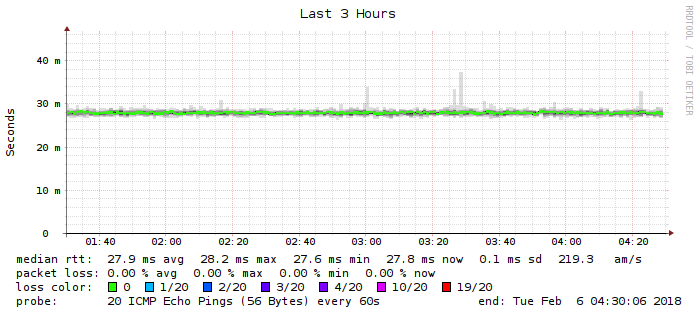 Last 3 Hours
RRDTOOL / TOBI OETIKER
Seconds
40 m
30 m
20 m
10 m
0
01:40 02:00 02:20 02:40 03:00 03:20 03:40 04:00 04:20
median rtt: 27.9 ms avg 28.2 ms max 27.6 ms min 27.8 ms now 0.1 ms sd 219.3 am/s
packet loss: 0.00 % avg 0.00 % max 0.00 % min 0.00 % now
loss color: 0 1/20 2/20 3/20 4/20 10/20 19/20
probe: 20 ICMP Echo Pings (56 Bytes) every 60s end: Tue Feb 6 04:30:06 2018